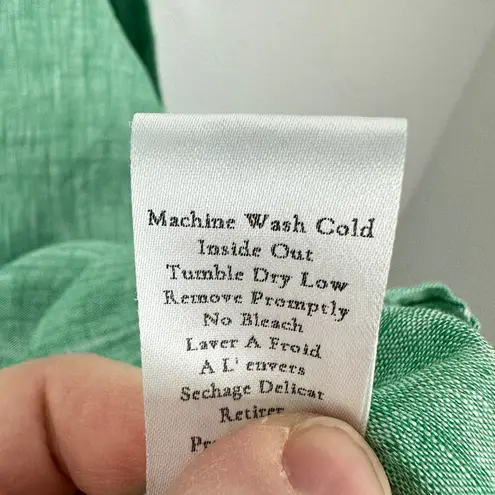 Machine Wash Cold
Inside Out
Tumble Dry Low
Remove Promptly
No Bleach
Laver A Froid
A L' envers
Sechage Delicat
Retirer